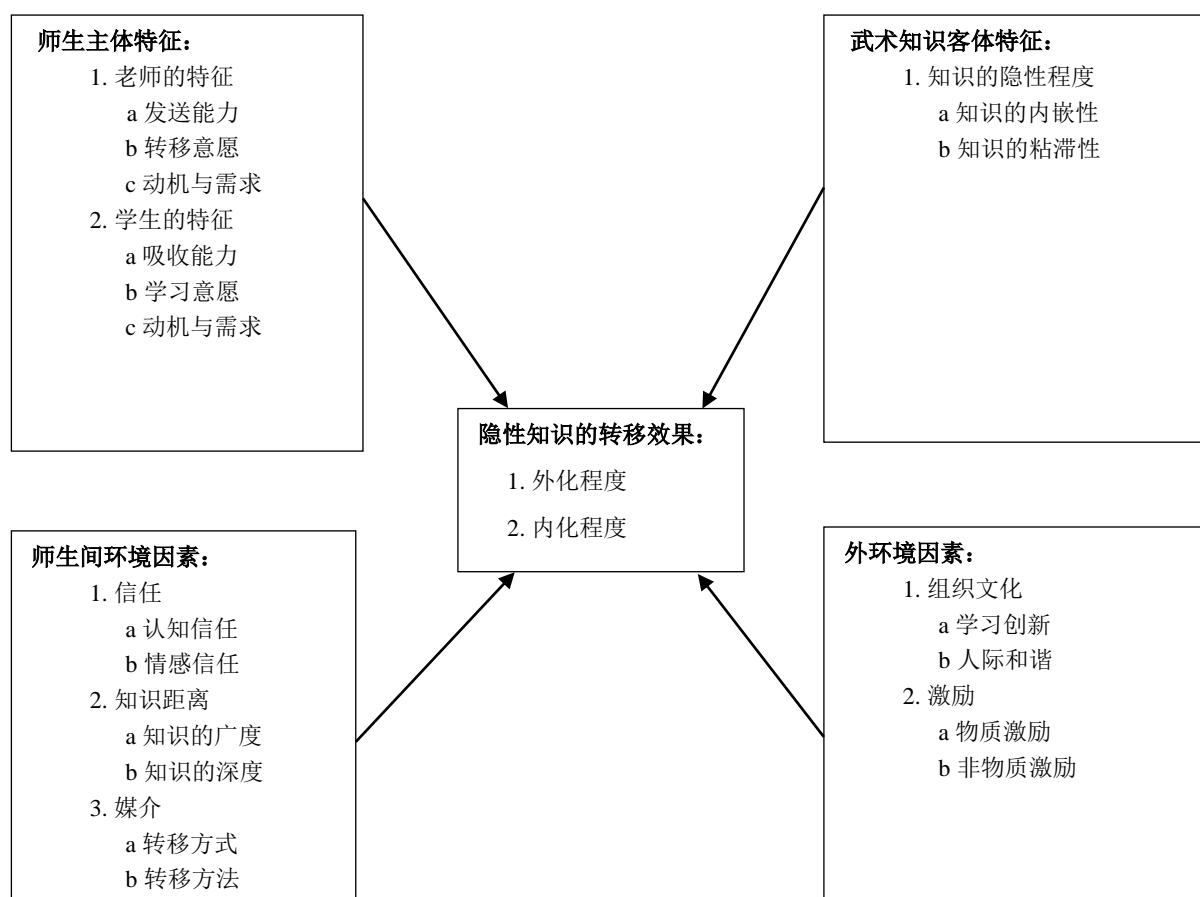 师生主体特征：
1. 老师的特征
a 发送能力
b 转移意愿
c 动机与需求
2. 学生的特征
a 吸收能力
b 学习意愿
c 动机与需求
武术知识客体特征：
1. 知识的隐性程度
a 知识的内嵌性
b 知识的粘滞性
隐性知识的转移效果：
1. 外化程度
2. 内化程度
师生间环境因素：
1. 信任
a 认知信任
b 情感信任
2. 知识距离
a 知识的广度
b 知识的深度
3. 媒介
a 转移方式
b 转移方法
外环境因素：
1. 组织文化
a 学习创新
b 人际和谐
2. 激励
a 物质激励
b 非物质激励